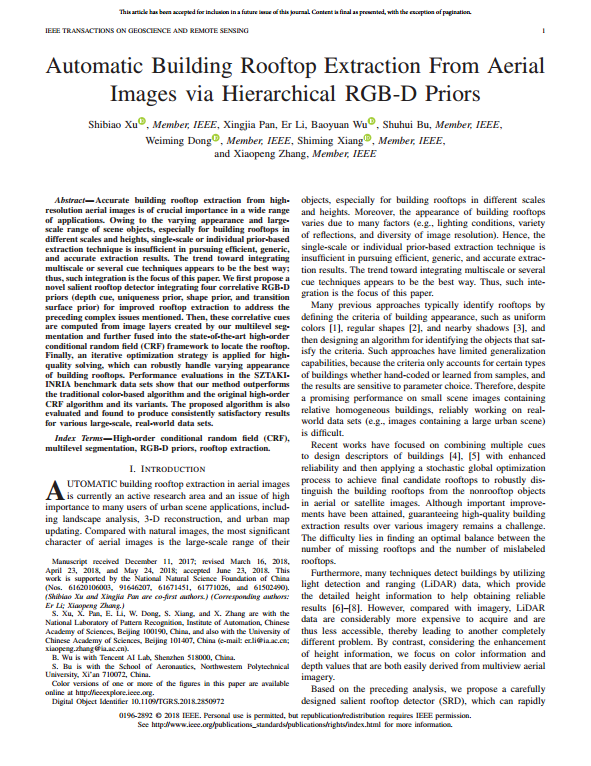 This article has been accepted for inclusion in a future issue of this journal. Content is final as presented, with the exception of pagination.
IEEE TRANSACTIONS ON GEOSCIENCE AND REMOTE SENSING 1
Automatic Building Rooftop Extraction From Aerial
Images via Hierarchical RGB-D Priors
Shibiao Xu, Member, IEEE, Xingjia Pan, Er Li, Baoyuan Wu, Shuhui Bu, Member, IEEE,
Weiming Dong, Member, IEEE, Shiming Xiang, Member, IEEE,
and Xiaopeng Zhang, Member, IEEE
Abstract—Accurate building rooftop extraction from high-
resolution aerial images is of crucial importance in a wide range
of applications. Owing to the varying appearance and large-
scale range of scene objects, especially for building rooftops in
different scales and heights, single-scale or individual prior-based
extraction technique is insufficient in pursuing efficient, generic,
and accurate extraction results. The trend toward integrating
multiscale or several cue techniques appears to be the best way;
thus, such integration is the focus of this paper. We first propose a
novel salient rooftop detector integrating four correlative RGB-D
priors (depth cue, uniqueness prior, shape prior, and transition
surface prior) for improved rooftop extraction to address the
preceding complex issues mentioned. Then, these correlative cues
are computed from image layers created by our multilevel seg-
mentation and further fused into the state-of-the-art high-order
conditional random field (CRF) framework to locate the rooftop.
Finally, an iterative optimization strategy is applied for high-
quality solving, which can robustly handle varying appearance
of building rooftops. Performance evaluations in the SZTAKI-
INRIA benchmark data sets show that our method outperforms
the traditional color-based algorithm and the original high-order
CRF algorithm and its variants. The proposed algorithm is also
evaluated and found to produce consistently satisfactory results
for various large-scale, real-world data sets.
Index Terms—High-order conditional random field (CRF),
multilevel segmentation, RGB-D priors, rooftop extraction.
I. INTRODUCTION
AUTOMATIC building rooftop extraction in aerial images
is currently an active research area and an issue of high
importance to many users of urban scene applications, includ-
ing landscape analysis, 3-D reconstruction, and urban map
updating. Compared with natural images, the most significant
character of aerial images is the large-scale range of their
Manuscript received December 11, 2017; revised March 16, 2018,
April 23, 2018, and May 24, 2018; accepted June 23, 2018. This
work is supported by the National Natural Science Foundation of China
(Nos. 61620106003, 91646207, 61671451, 61771026, and 61502490).
(Shibiao Xu and Xingjia Pan are co-first authors.) (Corresponding authors:
Er Li; Xiaopeng Zhang.)
S. Xu, X. Pan, E. Li, W. Dong, S. Xiang, and X. Zhang are with the
National Laboratory of Pattern Recognition, Institute of Automation, Chinese
Academy of Sciences, Beijing 100190, China, and also with the University of
Chinese Academy of Sciences, Beijing 101407, China (e-mail: er.li@ia.ac.cn;
xiaopeng.zhang@ia.ac.cn).
B. Wu is with Tencent AI Lab, Shenzhen 518000, China.
S. Bu is with the School of Aeronautics, Northwestern Polytechnical
University, Xi'an 710072, China.
Color versions of one or more of the figures in this paper are available
online at http://ieeexplore.ieee.org.
Digital Object Identifier 10.1109/TGRS.2018.2850972
objects, especially for building rooftops in different scales
and heights. Moreover, the appearance of building rooftops
varies due to many factors (e.g., lighting conditions, variety
of reflections, and diversity of image resolution). Hence, the
single-scale or individual prior-based extraction technique is
insufficient in pursuing efficient, generic, and accurate extrac-
tion results. The trend toward integrating multiscale or several
cue techniques appears to be the best way. Thus, such inte-
gration is the focus of this paper.
Many previous approaches typically identify rooftops by
defining the criteria of building appearance, such as uniform
colors [1], regular shapes [2], and nearby shadows [3], and
then designing an algorithm for identifying the objects that sat-
isfy the criteria. Such approaches have limited generalization
capabilities, because the criteria only accounts for certain types
of buildings whether hand-coded or learned from samples, and
the results are sensitive to parameter choice. Therefore, despite
a promising performance on small scene images containing
relative homogeneous buildings, reliably working on real-
world data sets (e.g., images containing a large urban scene)
is difficult.
Recent works have focused on combining multiple cues
to design descriptors of buildings [4], [5] with enhanced
reliability and then applying a stochastic global optimization
process to achieve final candidate rooftops to robustly dis-
tinguish the building rooftops from the nonrooftop objects
in aerial or satellite images. Although important improve-
ments have been attained, guaranteeing high-quality building
extraction results over various imagery remains a challenge.
The difficulty lies in finding an optimal balance between the
number of missing rooftops and the number of mislabeled
rooftops.
Furthermore, many techniques detect buildings by utilizing
light detection and ranging (LiDAR) data, which provide
the detailed height information to help obtaining reliable
results [6]–[8]. However, compared with imagery, LiDAR
data are considerably more expensive to acquire and are
thus less accessible, thereby leading to another completely
different problem. By contrast, considering the enhancement
of height information, we focus on color information and
depth values that are both easily derived from multiview aerial
imagery.
Based on the preceding analysis, we propose a carefully
designed salient rooftop detector (SRD), which can rapidly
0196-2892 © 2018 IEEE. Personal use is permitted, but republication/redistribution requires IEEE permission.
See http://www.ieee.org/publications_standards/publications/rights/index.html for more information.